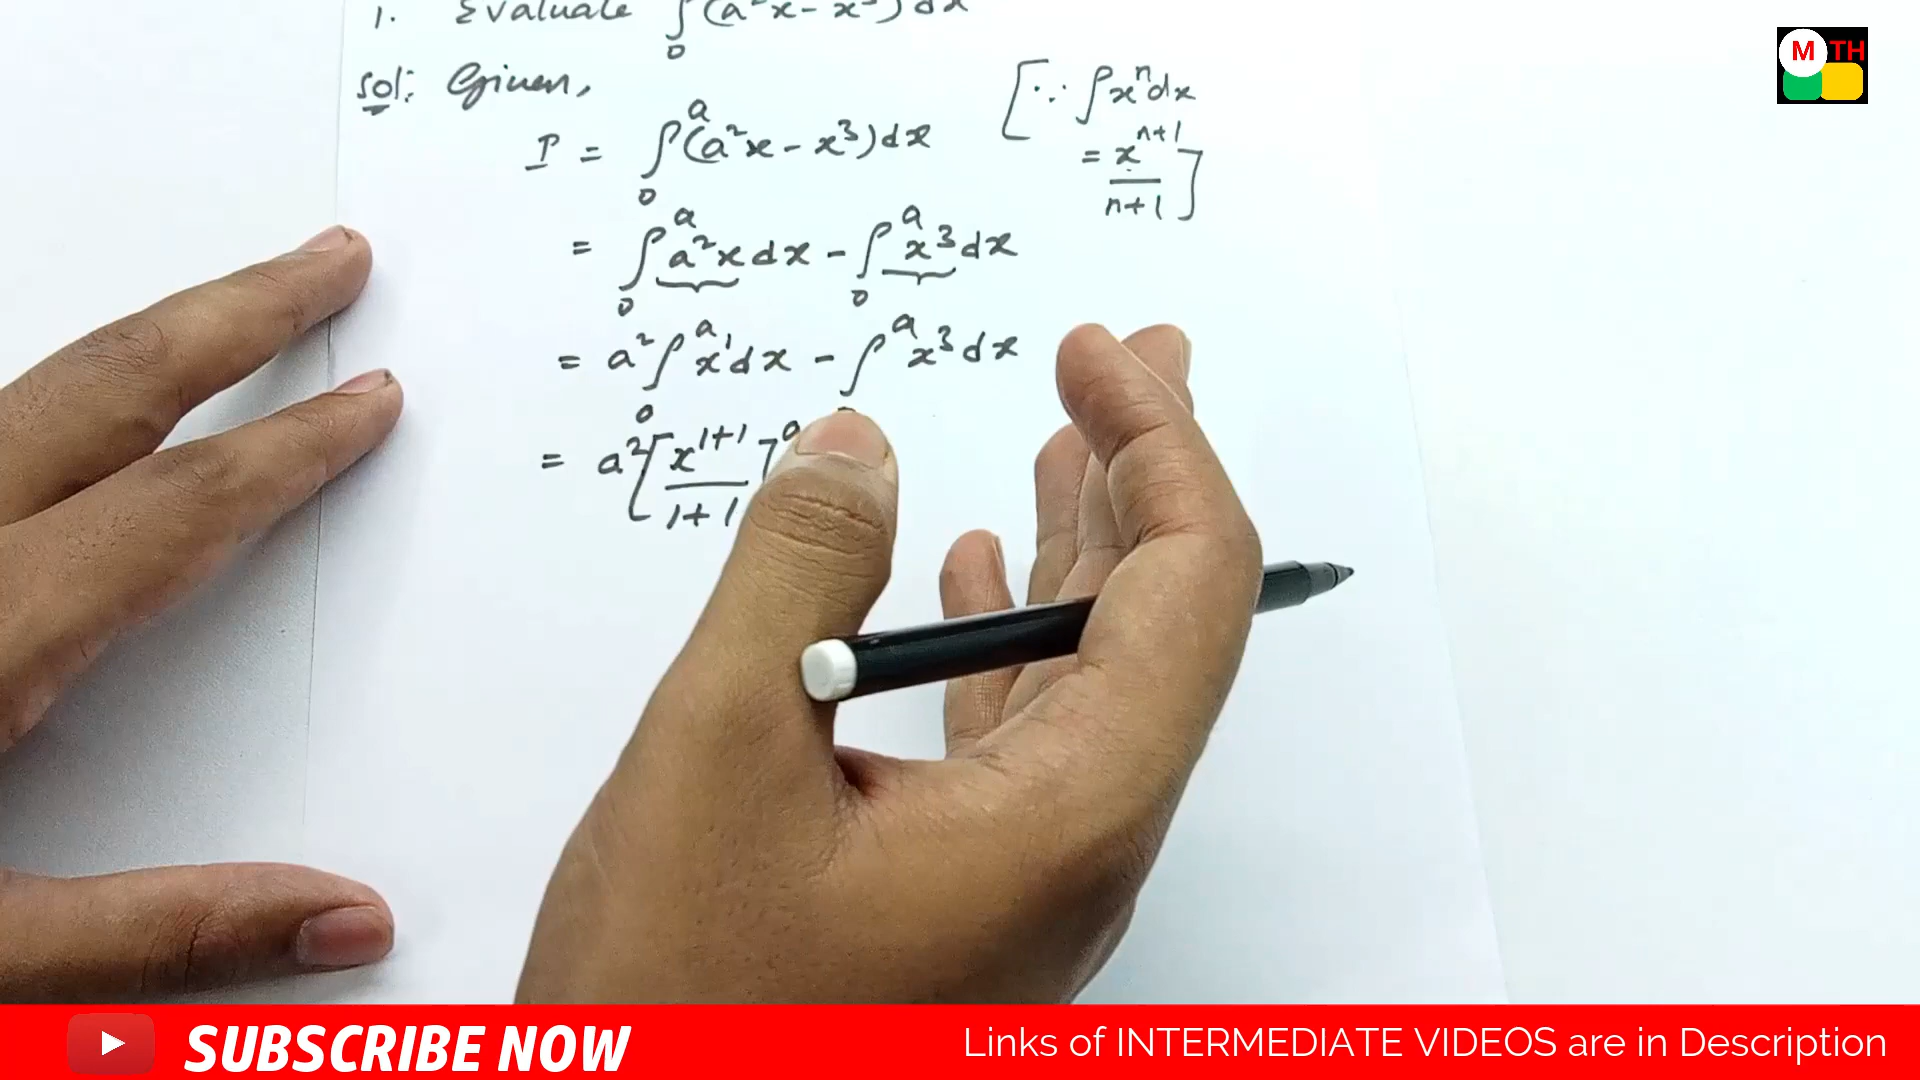 1. Evaluate ∫₀ (a²x - x³) dx
Sol: Given,
I = ∫₀ᵃ (a²x - x³) dx
[∵ ∫xⁿdx
= xⁿ⁺¹/n+1]
= ∫₀ᵃ a²x dx - ∫₀ᵃ x³ dx
= a² ∫₀ᵃ x¹ dx - ∫ᵃ x³ dx
= a² [x¹⁺¹/1+1]ᵃ
M TH
SUBSCRIBE NOW
Links of INTERMEDIATE VIDEOS are in Description